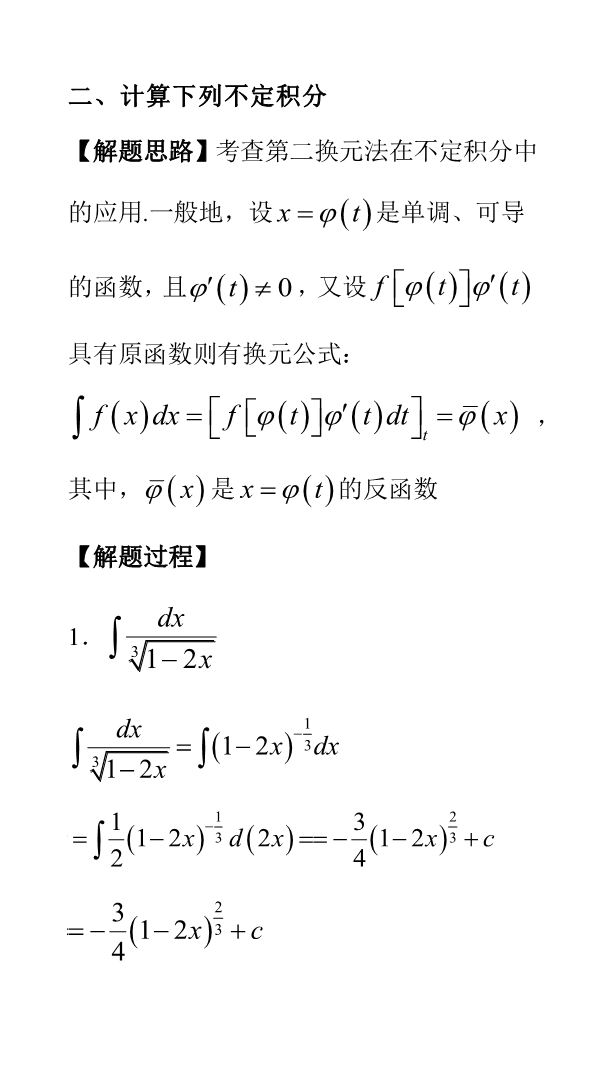 二、计算下列不定积分
【解题思路】考查第二换元法在不定积分中
的应用.一般地，设 $x=\varphi(t)$ 是单调、可导
的函数，且 $\varphi'(t)\neq 0$，又设 $f[\varphi(t)]\varphi'(t)$
具有原函数则有换元公式：
$\int f(x)dx=\left[f[\varphi(t)]\varphi'(t)dt\right]_t=\overline{\varphi}(x)$ ，
其中，$\overline{\varphi}(x)$ 是 $x=\varphi(t)$ 的反函数
【解题过程】
1. $\int\frac{dx}{\sqrt[3]{1-2x}}$
$\int\frac{dx}{\sqrt[3]{1-2x}}=\int(1-2x)^{-\frac{1}{3}}dx$
$=\int\frac{1}{2}(1-2x)^{-\frac{1}{3}}d(2x)==-\frac{3}{4}(1-2x)^{\frac{2}{3}}+c$
$=-\frac{3}{4}(1-2x)^{\frac{2}{3}}+c$